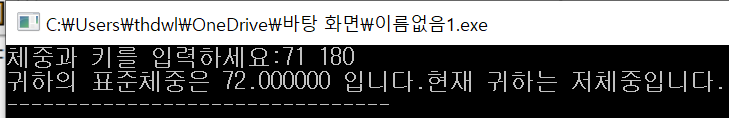 C:₩Users₩thdwl₩OneDrive₩바탕 화면₩이름없음1.exe
체중과 키를 입력하세요:71 180
귀하의 표준체중은 72.000000 입니다.현재 귀하는 저체중입니다.
--------------------------------